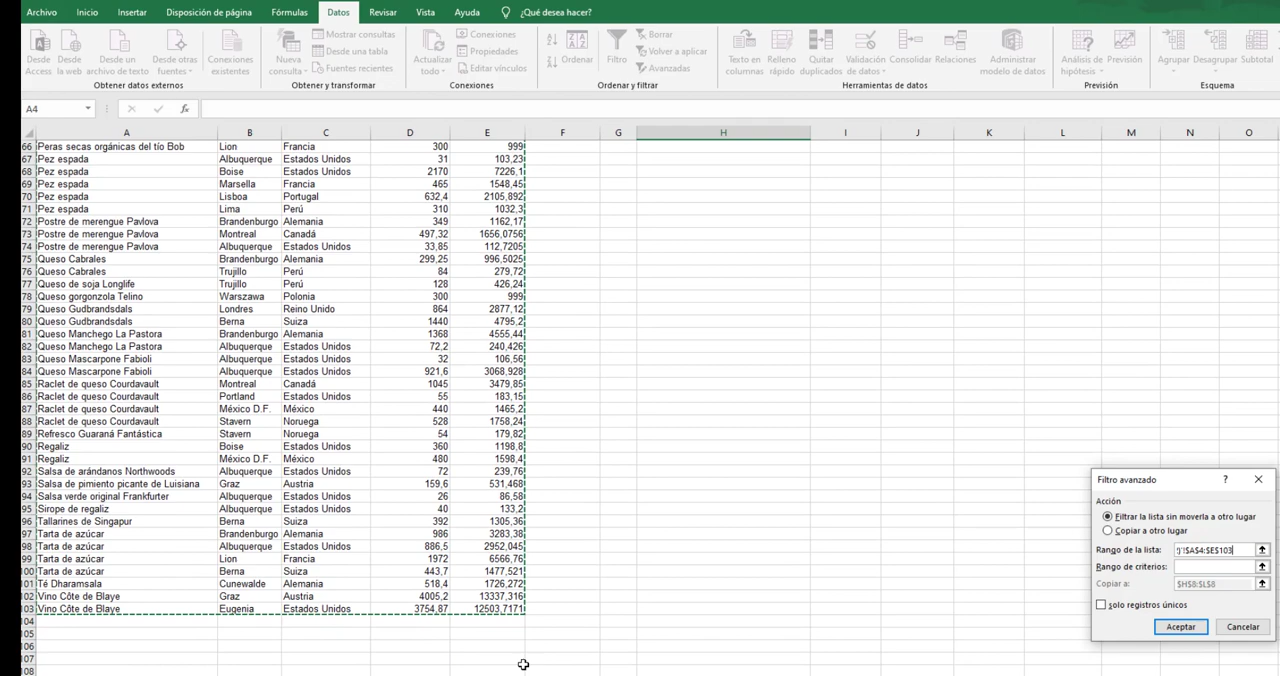 Archivo Inicio Insertar Disposición de página Fórmulas Datos Revisar Vista Ayuda ¿Qué desea hacer?
Desde Access Desde la web Desde un archivo de texto Desde otras fuentes Conexiones existentes Nueva consulta Mostrar consultas Desde una tabla Fuentes recientes Actualizar todo Conexiones Propiedades Editar vínculos Ordenar Filtro Borrar Volver a aplicar Avanzadas Texto en columnas Relleno rápido Quitar duplicados Validación de datos Consolidar Relaciones Administrar modelo de datos Análisis de hipótesis Previsión Agrupar Desagrupar Subtotal
Obtener datos externos Obtener y transformar Conexiones Ordenar y filtrar Herramientas de datos Previsión Esquema
A4 fx
A B C D E F G H I J K L M N O
66 Peras secas orgánicas del tío Bob Lion Francia 300 999
67 Pez espada Albuquerque Estados Unidos 31 103,23
68 Pez espada Boise Estados Unidos 2170 7226,1
69 Pez espada Marsella Francia 465 1548,45
70 Pez espada Lisboa Portugal 632,4 2105,892
71 Pez espada Lima Perú 310 1032,3
72 Postre de merengue Pavlova Brandenburgo Alemania 349 1162,17
73 Postre de merengue Pavlova Montreal Canadá 497,32 1656,0756
74 Postre de merengue Pavlova Albuquerque Estados Unidos 33,85 112,7205
75 Queso Cabrales Brandenburgo Alemania 299,25 996,5025
76 Queso Cabrales Trujillo Perú 84 279,72
77 Queso de soja Longlife Trujillo Perú 128 426,24
78 Queso gorgonzola Telino Warszawa Polonia 300 999
79 Queso Gudbrandsdals Londres Reino Unido 864 2877,12
80 Queso Gudbrandsdals Berna Suiza 1440 4795,2
81 Queso Manchego La Pastora Brandenburgo Alemania 1368 4555,44
82 Queso Manchego La Pastora Albuquerque Estados Unidos 72,2 240,426
83 Queso Mascarpone Fabioli Albuquerque Estados Unidos 32 106,56
84 Queso Mascarpone Fabioli Albuquerque Estados Unidos 921,6 3068,928
85 Raclet de queso Courdavault Montreal Canadá 1045 3479,85
86 Raclet de queso Courdavault Portland Estados Unidos 55 183,15
87 Raclet de queso Courdavault México D.F. México 440 1465,2
88 Raclet de queso Courdavault Stavern Noruega 528 1758,24
89 Refresco Guaraná Fantástica Stavern Noruega 54 179,82
90 Regaliz Boise Estados Unidos 360 1198,8
91 Regaliz México D.F. México 480 1598,4
92 Salsa de arándanos Northwoods Albuquerque Estados Unidos 72 239,76
93 Salsa de pimiento picante de Luisiana Graz Austria 159,6 531,468
94 Salsa verde original Frankfurter Albuquerque Estados Unidos 26 86,58
95 Sirope de regaliz Albuquerque Estados Unidos 40 133,2
96 Tallarines de Singapur Berna Suiza 392 1305,36
97 Tarta de azúcar Brandenburgo Alemania 986 3283,38
98 Tarta de azúcar Albuquerque Estados Unidos 886,5 2952,045
99 Tarta de azúcar Lion Francia 1972 6566,76
100 Tarta de azúcar Berna Suiza 443,7 1477,521
101 Té Dharamsala Cunewalde Alemania 518,4 1726,272
102 Vino Côte de Blaye Graz Austria 4005,2 13337,316
103 Vino Côte de Blaye Eugenia Estados Unidos 3754,87 12503,7171
104
105
106
107
108
Filtro avanzado ?
Acción
Filtrar la lista sin moverla a otro lugar
Copiar a otro lugar
Rango de la lista: !)'!$A$4:$E$103
Rango de criterios:
Copiar a: $H$8:$L$8
Solo registros únicos
Aceptar Cancelar